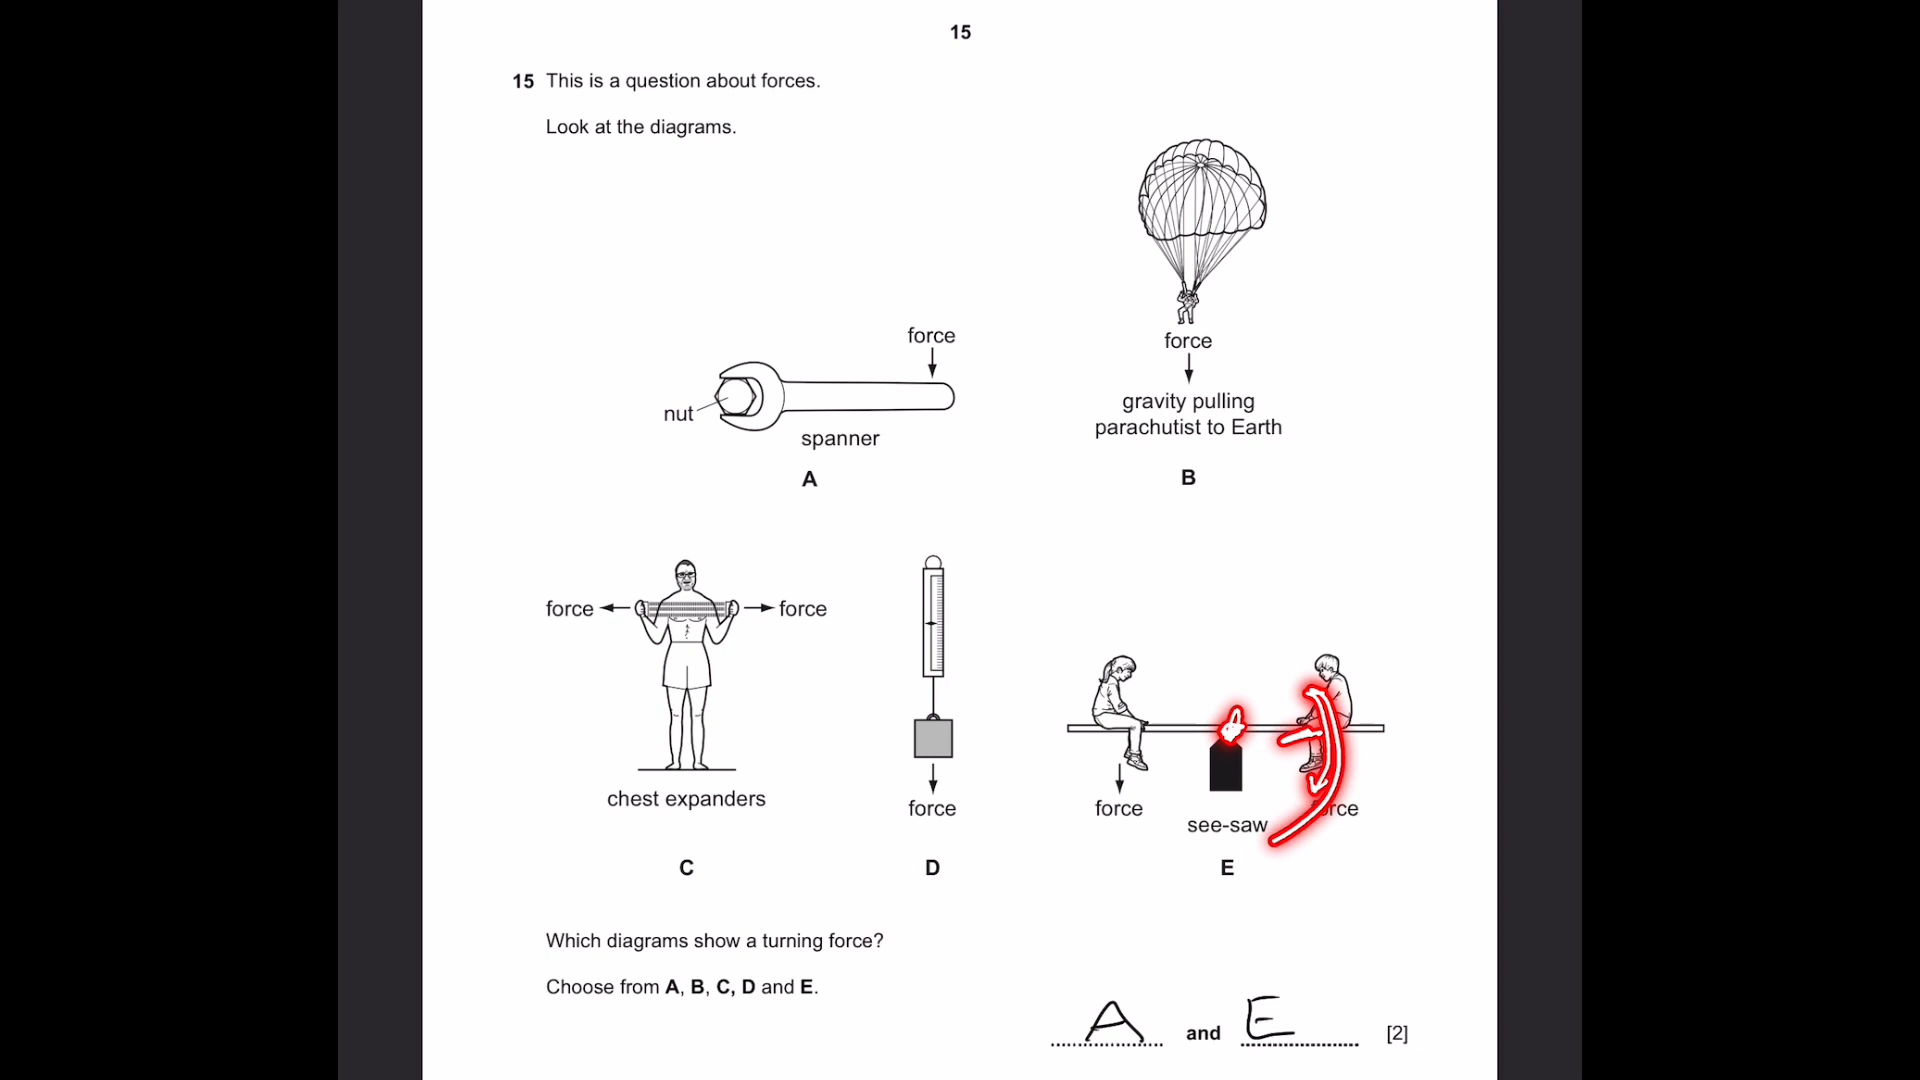 15
15 This is a question about forces.
Look at the diagrams.
force
nut
spanner
A
force
gravity pulling
parachutist to Earth
B
force
force
chest expanders
C
force
D
force
see-saw
E
Which diagrams show a turning force?
Choose from A, B, C, D and E.
A and E [2]